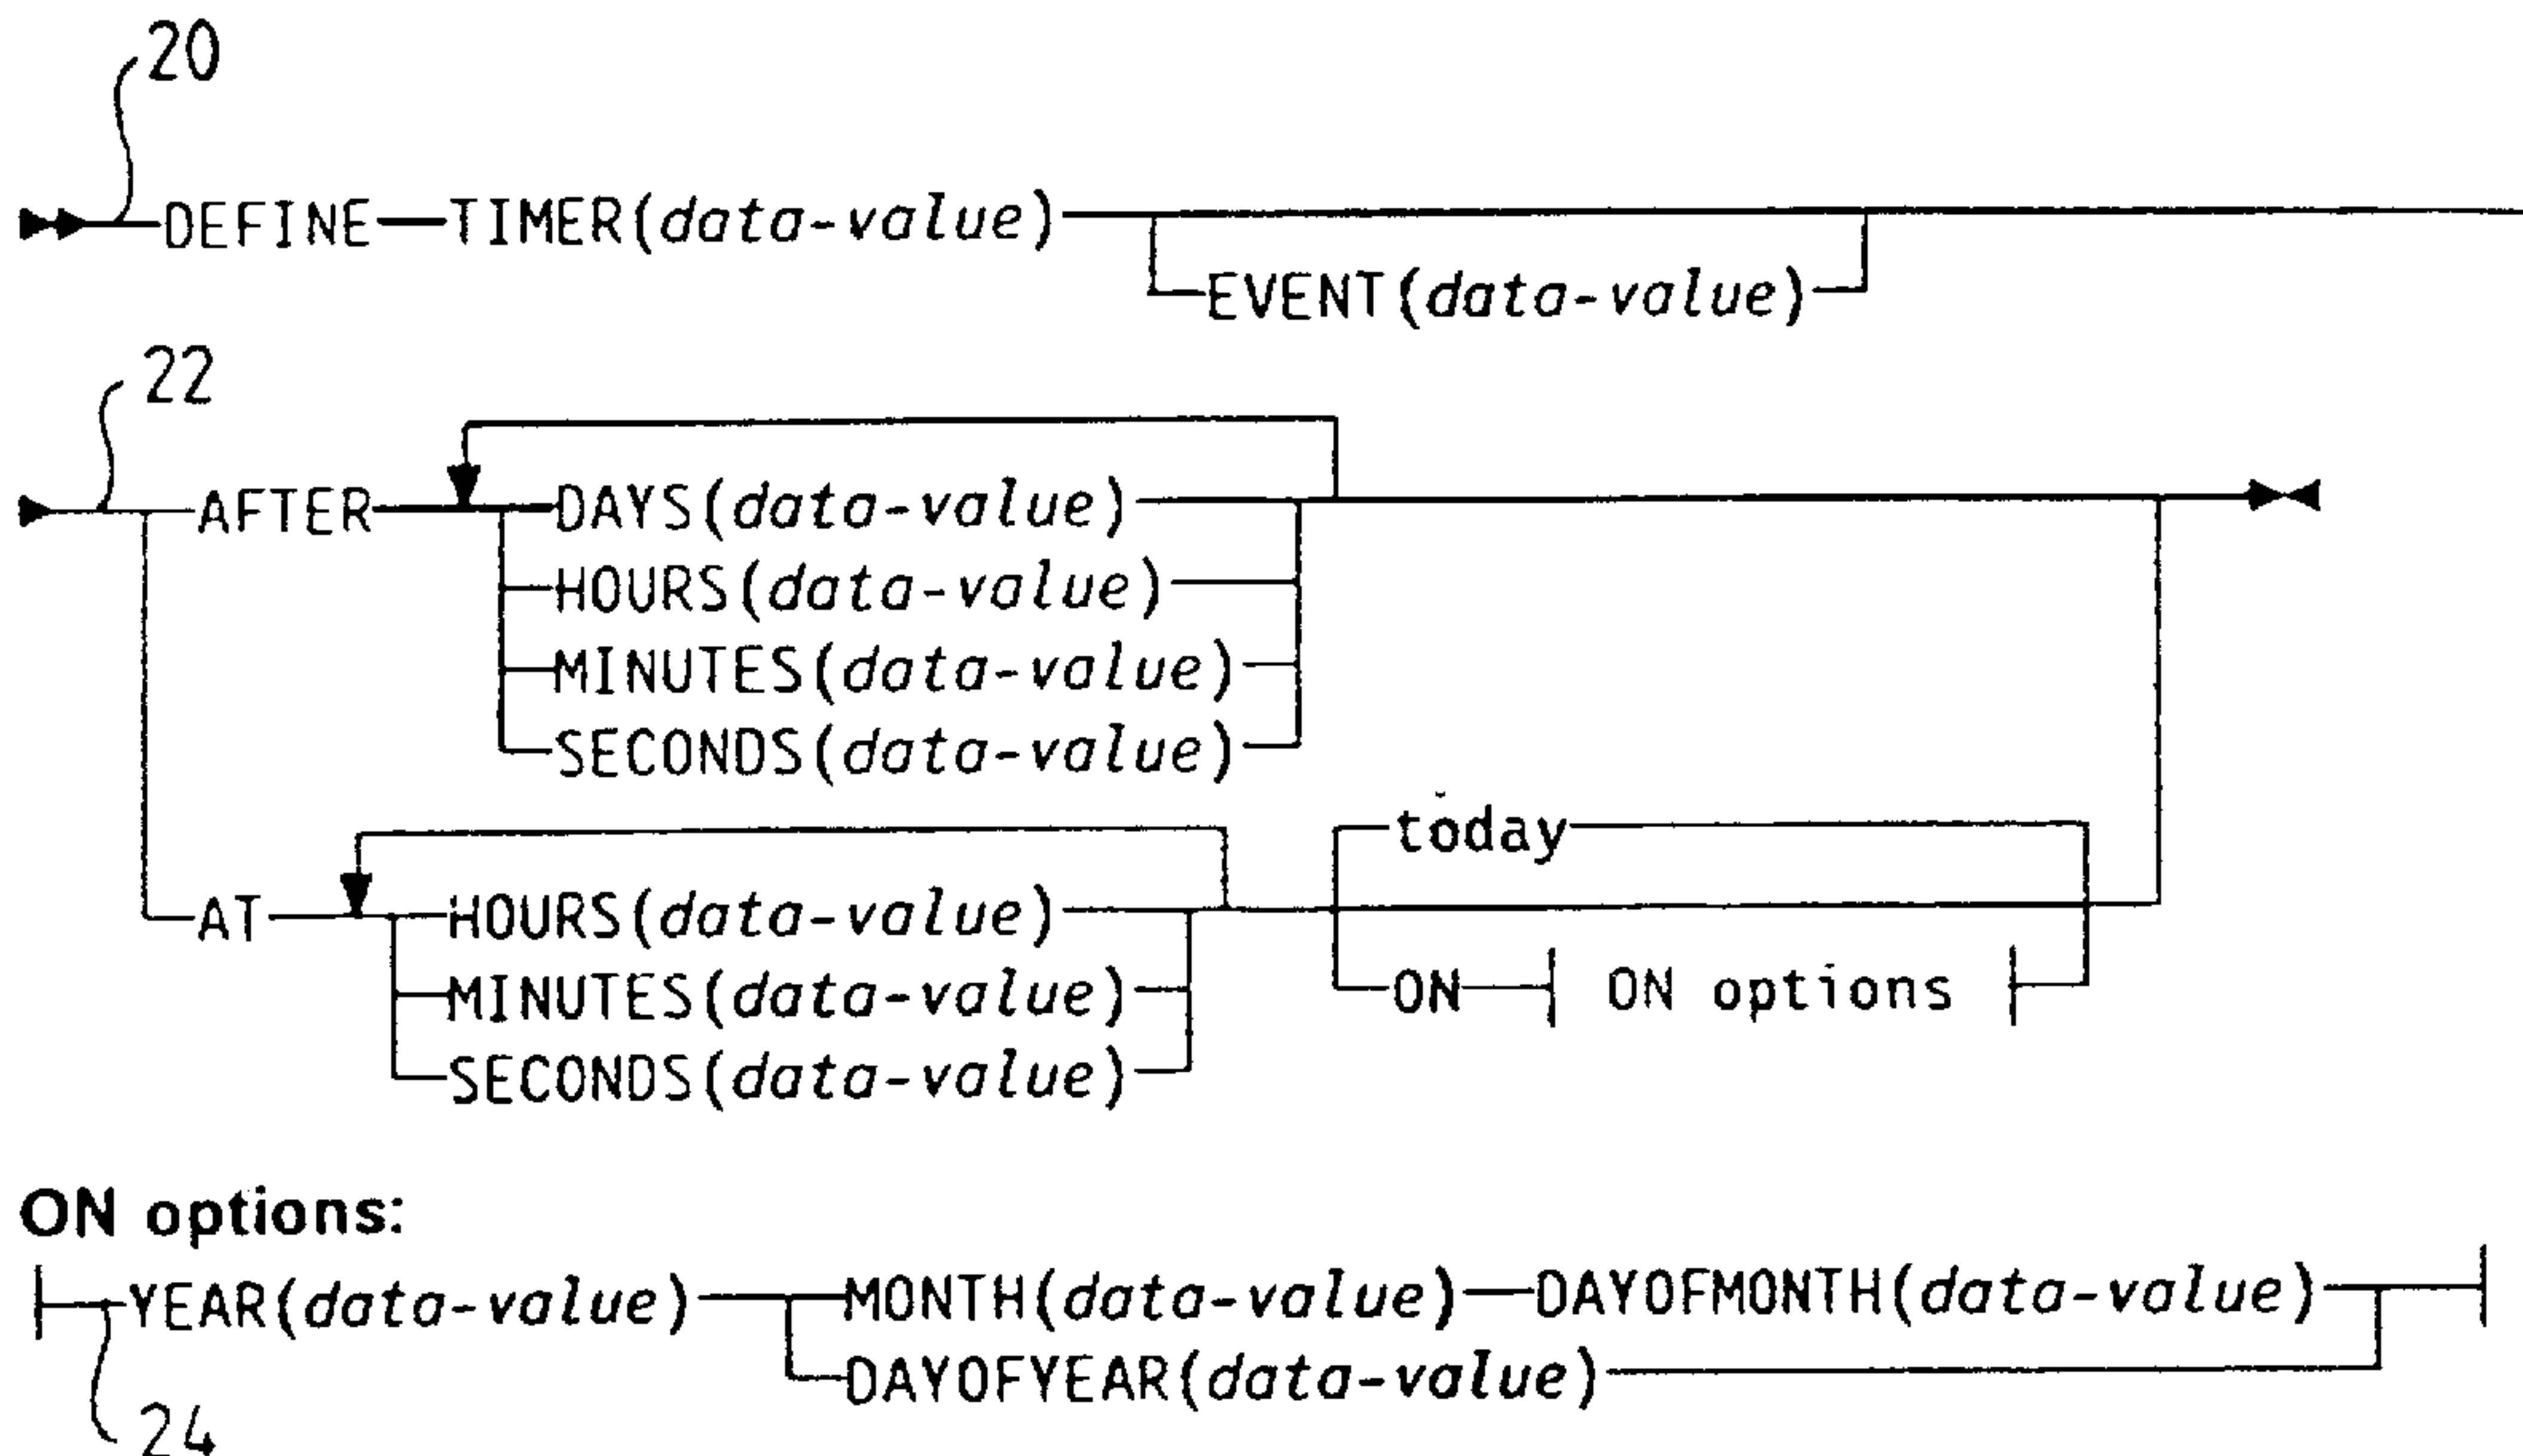 20
DEFINE TIMER(data-value)
EVENT(data-value)
22
AFTER DAYS(data-value)
HOURS(data-value)
MINUTES(data-value)
SECONDS(data-value)
today
AT HOURS(data-value)
MINUTES(data-value) ON ON options
SECONDS(data-value)
ON options:
YEAR(data-value) MONTH(data-value) DAYOFMONTH(data-value)
DAYOFYEAR(data-value)
24